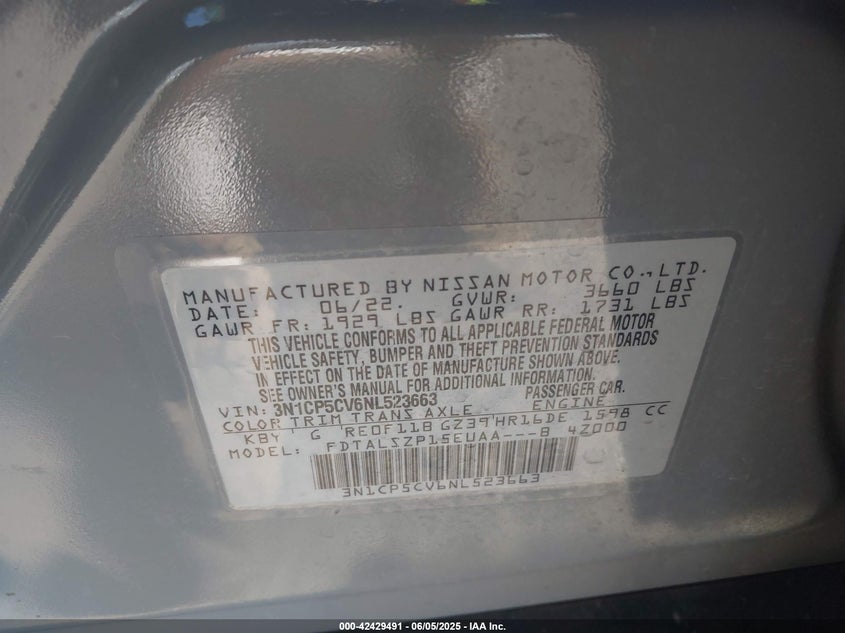 MANUFACTURED BY NISSAN MOTOR CO., LTD.
DATE: 06/22. GVWR: 3660 LBS
GAWR FR: 1929 LBS GAWR RR: 1731 LBS
THIS VEHICLE CONFORMS TO ALL APPLICABLE FEDERAL MOTOR
VEHICLE SAFETY, BUMPER AND THEFT PREVENTION STANDARDS
IN EFFECT ON THE DATE OF MANUFACTURE SHOWN ABOVE.
SEE OWNER'S MANUAL FOR ADDITIONAL INFORMATION.
VIN: 3N1CP5CV6NL523663 PASSENGER CAR.
COLOR TRIM TRANS AXLE ENGINE
KBY G RE0F11B GZ39 HR16DE 1598 CC
MODEL: FDTALSZP15EUAA---B 4Z000
3N1CP5CV6NL523663
000-42429491 | 06/05/2025 - IAA Inc.